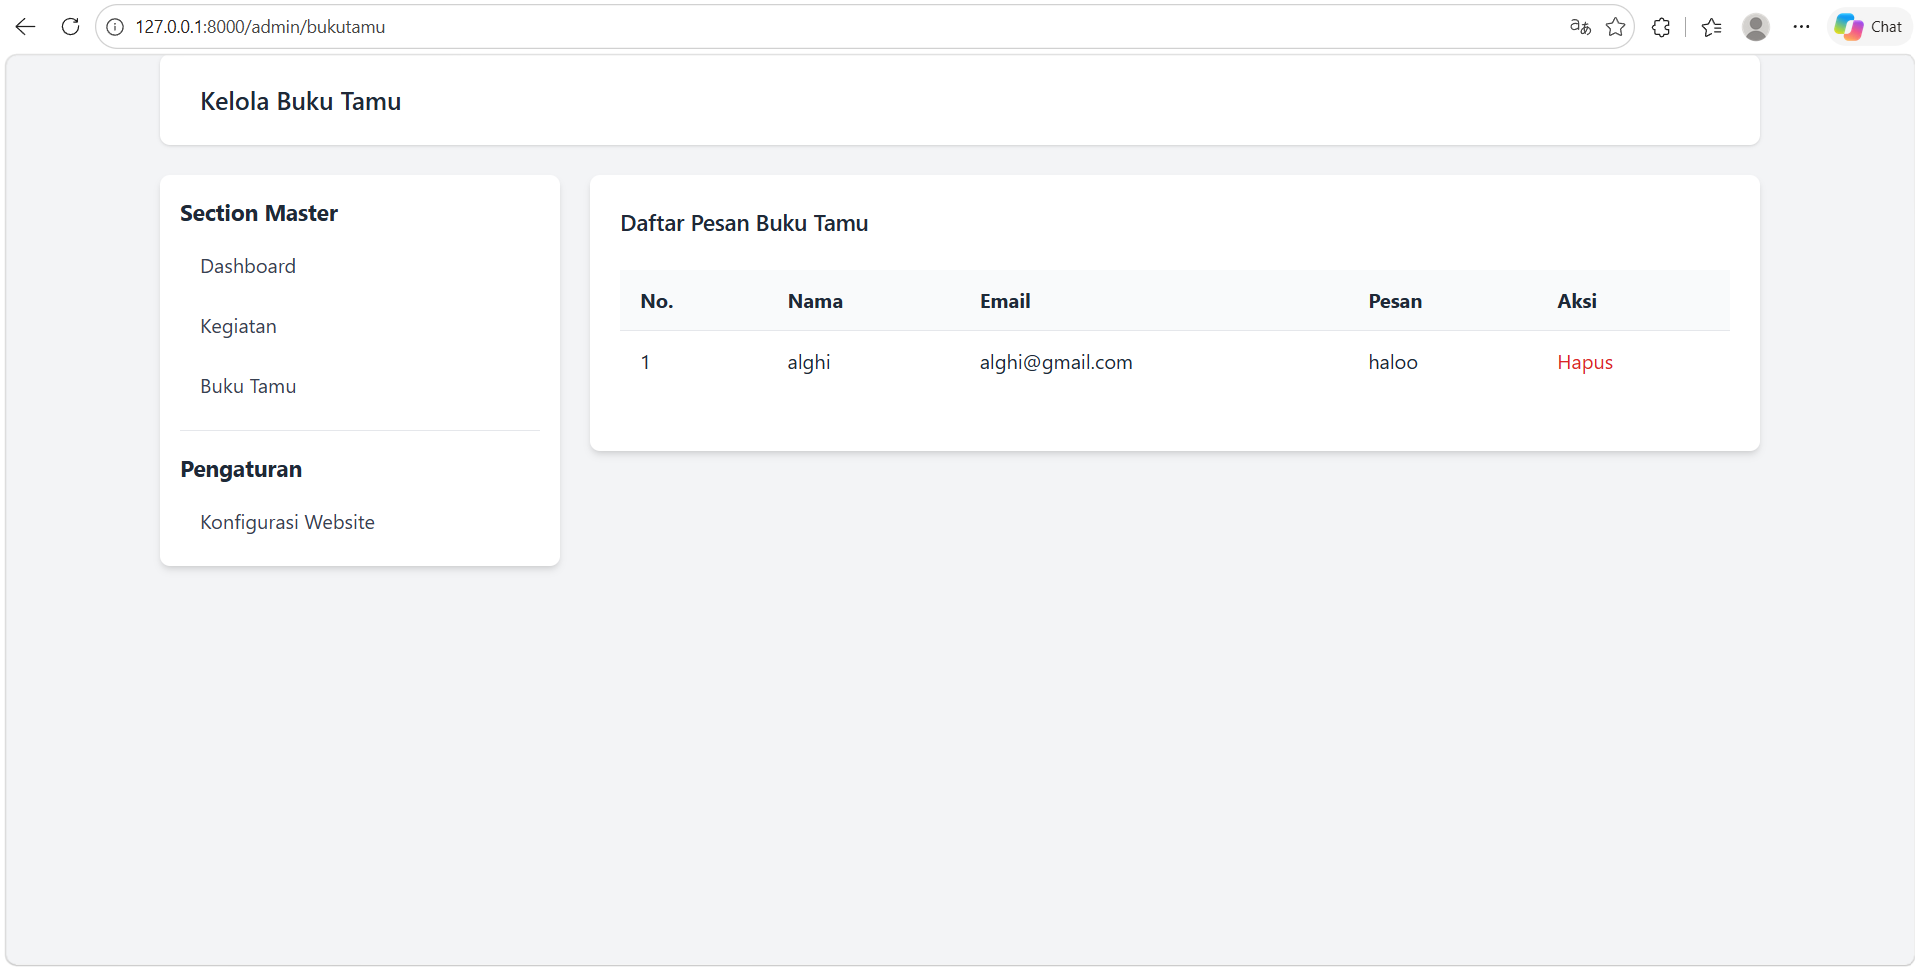 127.0.0.1:8000/admin/bukutamu
Chat
Kelola Buku Tamu
Section Master
Dashboard
Kegiatan
Buku Tamu
Pengaturan
Konfigurasi Website
Daftar Pesan Buku Tamu
No. Nama Email Pesan Aksi
1 alghi alghi@gmail.com haloo Hapus